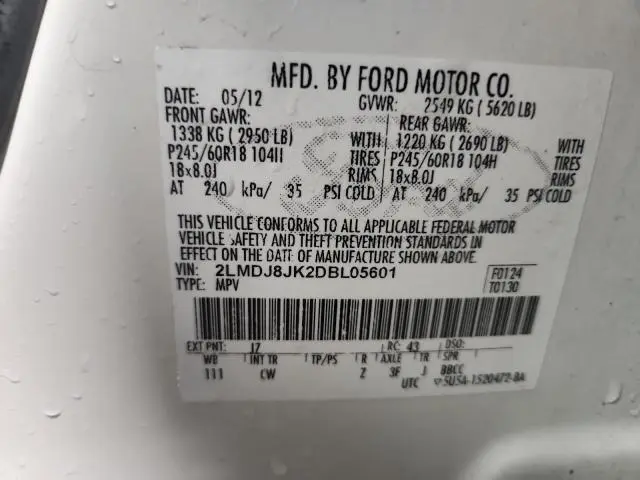 MFD. BY FORD MOTOR CO.
DATE: 05/12 GVWR: 2549 KG ( 5620 LB)
FRONT GAWR: REAR GAWR:
1338 KG ( 2950 LB) WITH 1220 KG ( 2690 LB) WITH
P245/60R18 104H TIRES P245/60R18 104H TIRES
18x8.0J RIMS 18x8.0J RIMS
AT 240 kPa/ 35 PSI COLD AT 240 kPa/ 35 PSI COLD
THIS VEHICLE CONFORMS TO ALL APPLICABLE FEDERAL MOTOR
VEHICLE SAFETY AND THEFT PREVENTION STANDARDS IN
EFFECT ON THE DATE OF MANUFACTURE SHOWN ABOVE.
VIN: 2LMDJ8JK2DBL05601 F0124
TYPE: MPV T0130
EXT PNT: J7 RC: 43 DSO:
WB INT TR TP/PS R AXLE TR SPR
111 CW Z 3F J BBCC
UTC ▽5U5A-1520472-BA